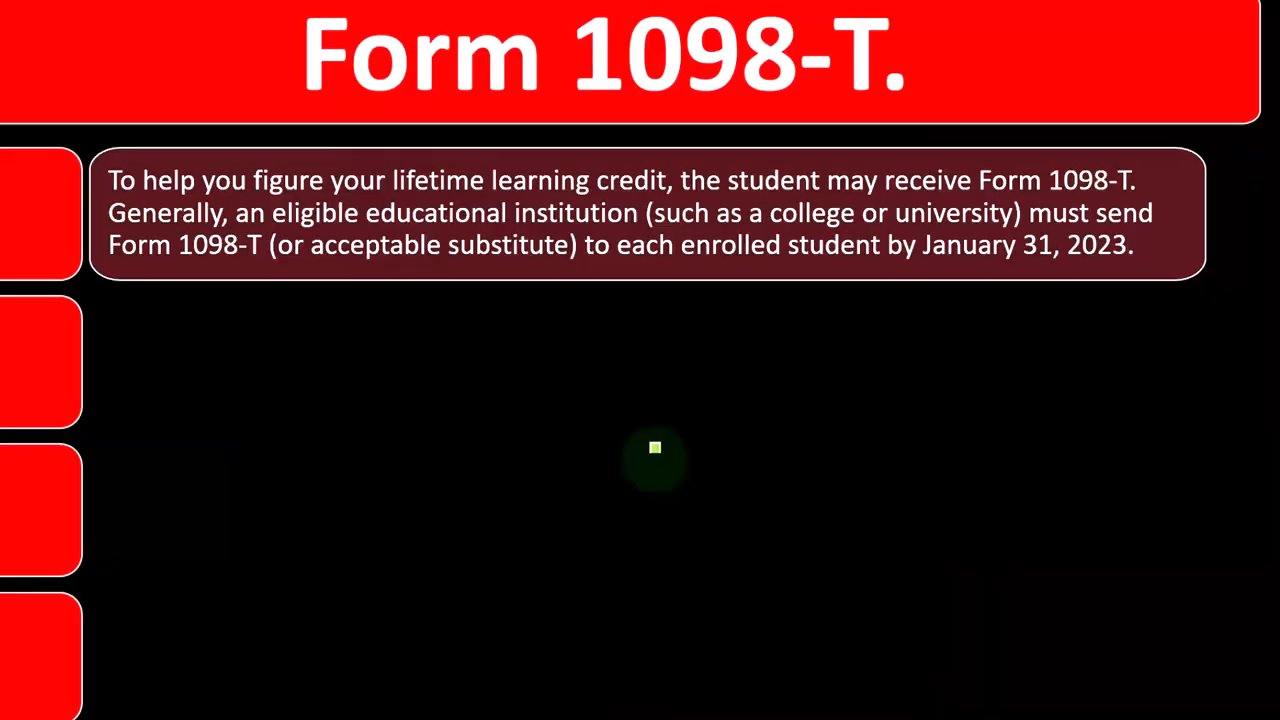 Form 1098-T.
To help you figure your lifetime learning credit, the student may receive Form 1098-T.
Generally, an eligible educational institution (such as a college or university) must send
Form 1098-T (or acceptable substitute) to each enrolled student by January 31, 2023.